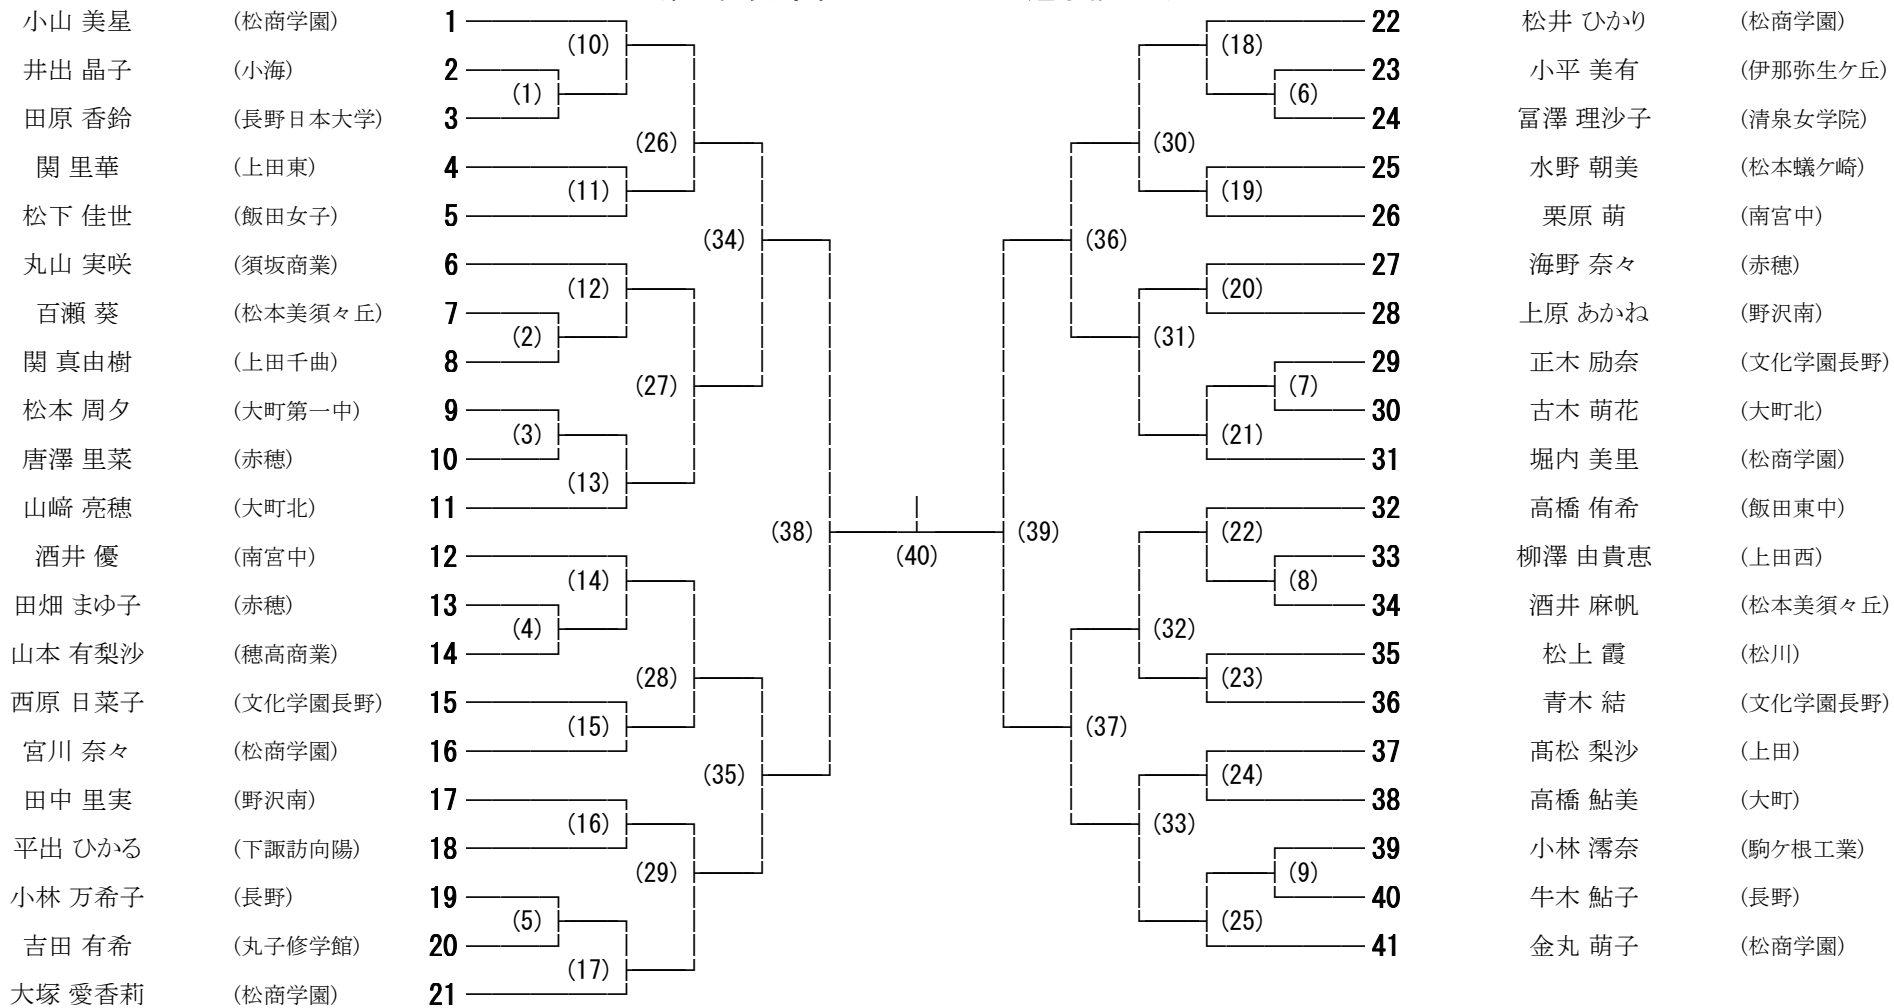 小山 美星 (松商学園) 1
井出 晶子 (小海) 2
田原 香鈴 (長野日本大学) 3
関 里華 (上田東) 4
松下 佳世 (飯田女子) 5
丸山 実咲 (須坂商業) 6
百瀬 葵 (松本美須々丘) 7
関 真由樹 (上田千曲) 8
松本 周夕 (大町第一中) 9
唐澤 里菜 (赤穂) 10
山﨑 亮穂 (大町北) 11
酒井 優 (南宮中) 12
田畑 まゆ子 (赤穂) 13
山本 有梨沙 (穂高商業) 14
西原 日菜子 (文化学園長野) 15
宮川 奈々 (松商学園) 16
田中 里実 (野沢南) 17
平出 ひかる (下諏訪向陽) 18
小林 万希子 (長野) 19
吉田 有希 (丸子修学館) 20
大塚 愛香莉 (松商学園) 21
(1)
(2)
(3)
(4)
(5)
(10)
(11)
(12)
(13)
(14)
(15)
(16)
(17)
(26)
(27)
(28)
(29)
(34)
(35)
(38)
(40)
(39)
(36)
(37)
(30)
(31)
(32)
(33)
(18)
(19)
(20)
(21)
(22)
(23)
(24)
(25)
(6)
(7)
(8)
(9)
22 松井 ひかり (松商学園)
23 小平 美有 (伊那弥生ケ丘)
24 冨澤 理沙子 (清泉女学院)
25 水野 朝美 (松本蟻ケ崎)
26 栗原 萌 (南宮中)
27 海野 奈々 (赤穂)
28 上原 あかね (野沢南)
29 正木 励奈 (文化学園長野)
30 古木 萌花 (大町北)
31 堀内 美里 (松商学園)
32 高橋 侑希 (飯田東中)
33 柳澤 由貴恵 (上田西)
34 酒井 麻帆 (松本美須々丘)
35 松上 霞 (松川)
36 青木 結 (文化学園長野)
37 髙松 梨沙 (上田)
38 高橋 鮎美 (大町)
39 小林 澪奈 (駒ケ根工業)
40 牛木 鮎子 (長野)
41 金丸 萌子 (松商学園)